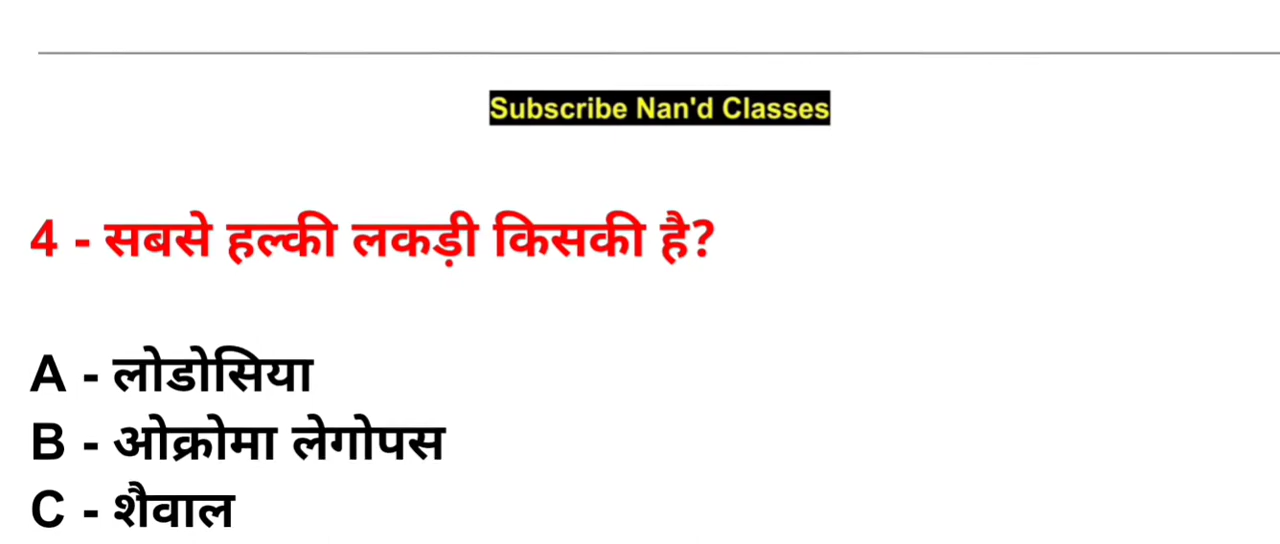 Subscribe Nan'd Classes
4 - सबसे हल्की लकड़ी किसकी है?
A - लोडोसिया
B - ओक्रोमा लेगोपस
C - शैवाल